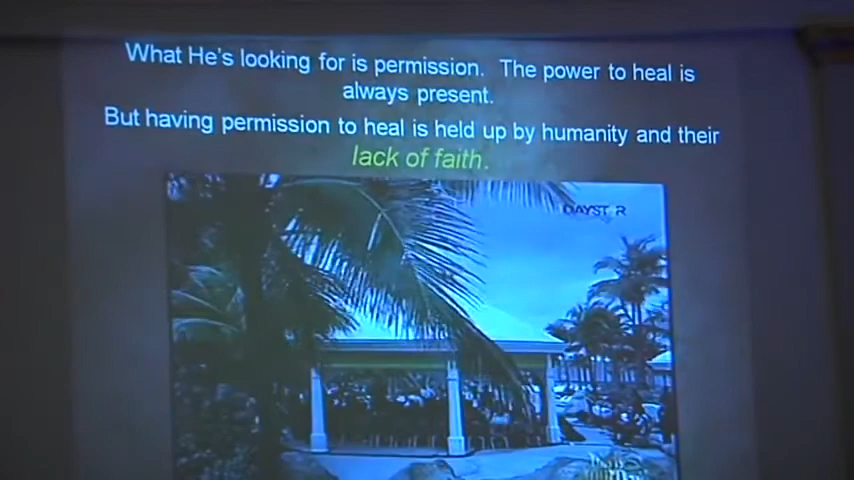 What He's looking for is permission. The power to heal is
always present.
But having permission to heal is held up by humanity and their
lack of faith.
DAYST R